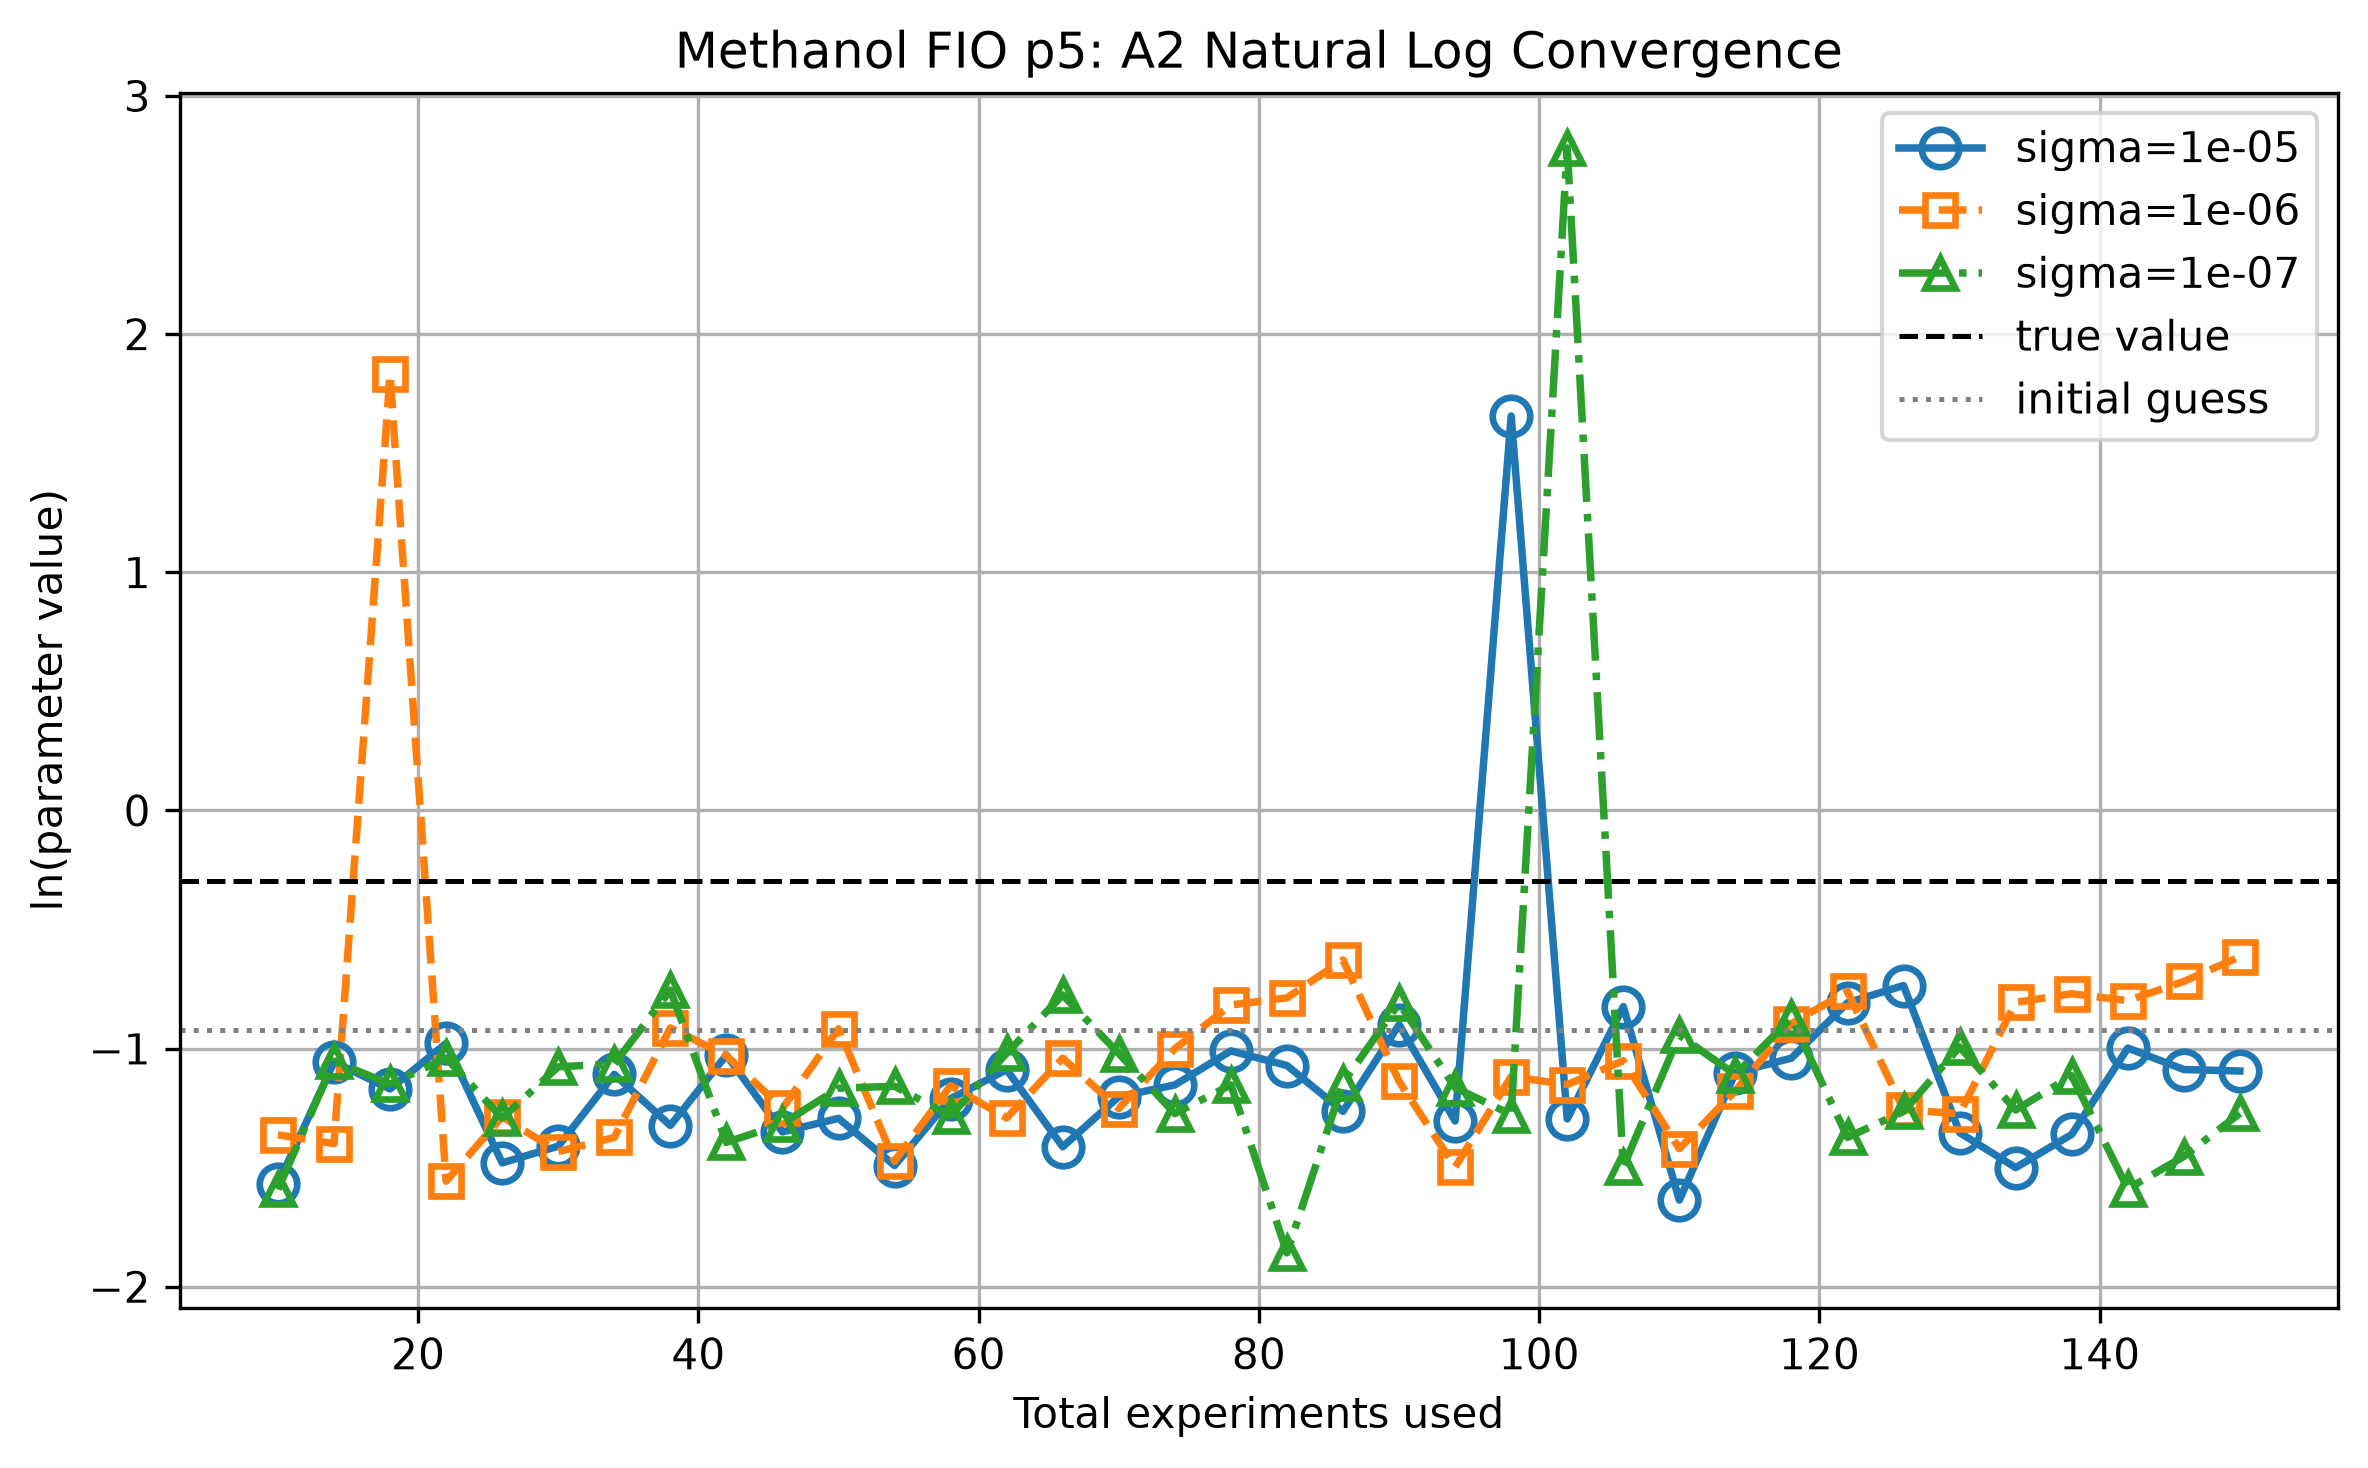 Methanol FIO p5: A2 Natural Log Convergence
3
2
1
0
−1
−2
ln(parameter value)
sigma=1e-05
sigma=1e-06
sigma=1e-07
true value
initial guess
20 40 60 80 100 120 140
Total experiments used